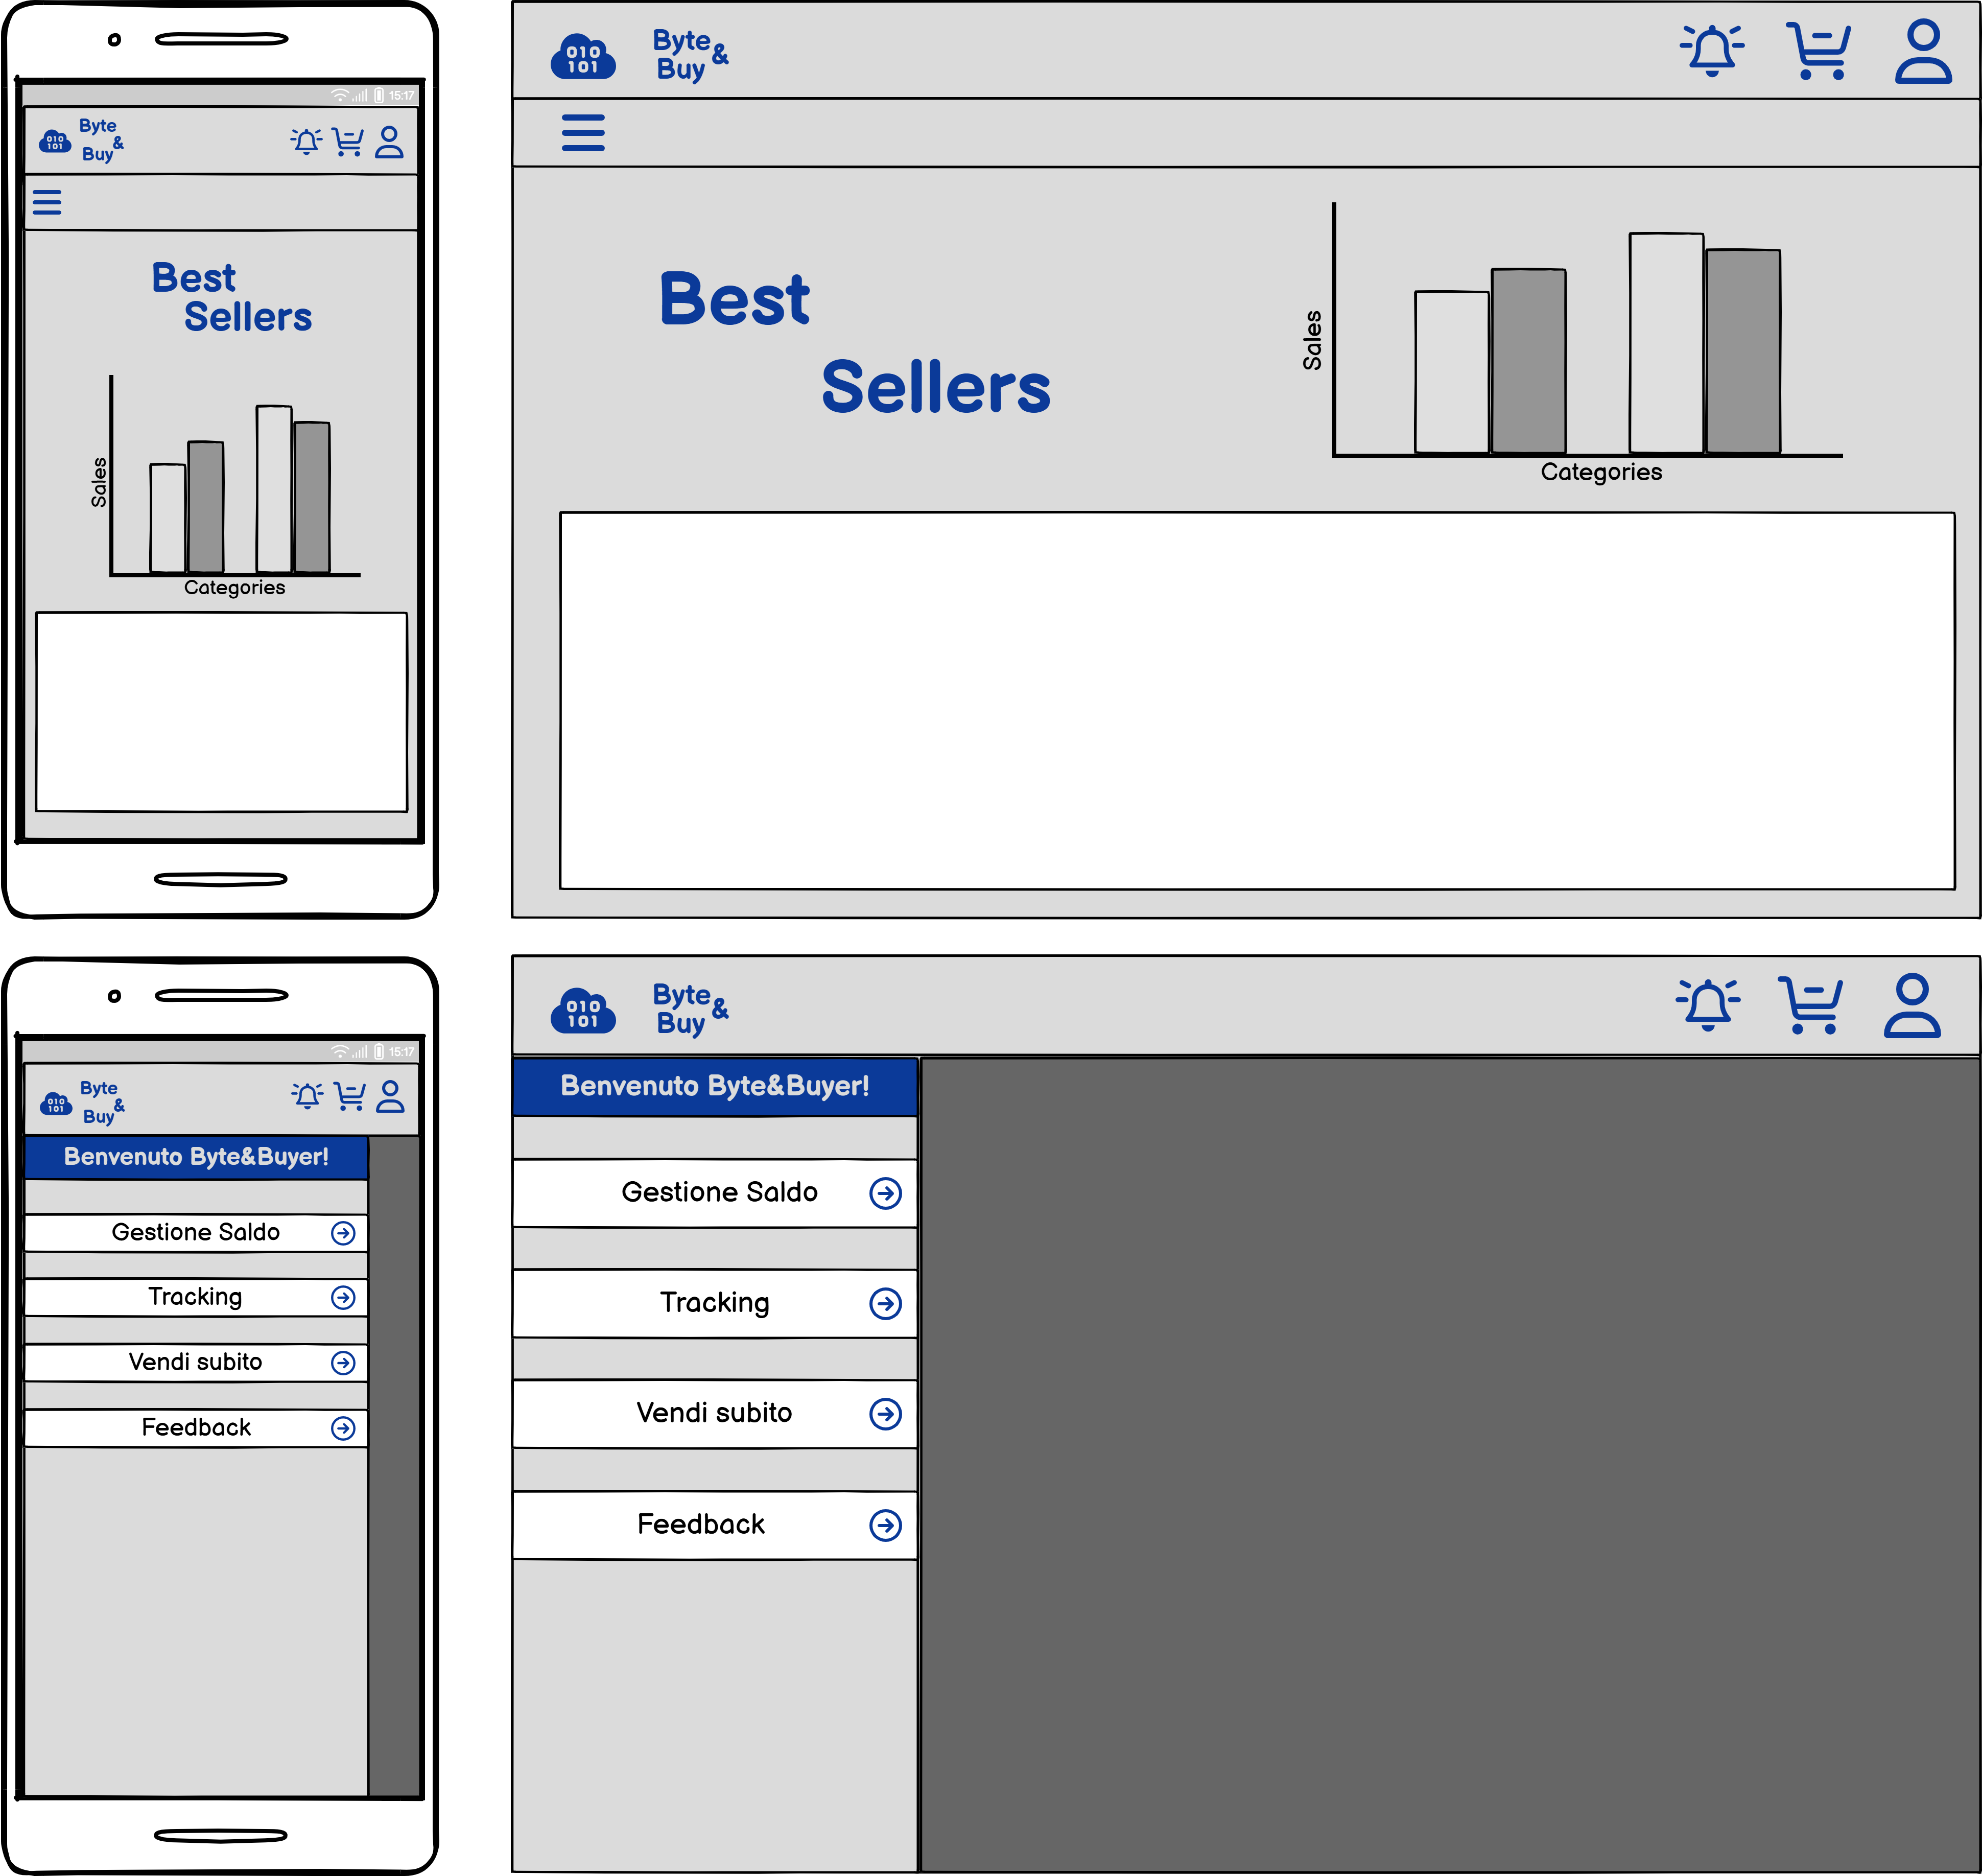 15:17
010
101
Byte
&
Buy
Best
Sellers
Sales
Categories
010
101
Byte
&
Buy
Best
Sellers
Sales
Categories
15:17
010
101
Byte
&
Buy
Benvenuto Byte&Buyer!
Gestione Saldo
Tracking
Vendi subito
Feedback
010
101
Byte
&
Buy
Benvenuto Byte&Buyer!
Gestione Saldo
Tracking
Vendi subito
Feedback